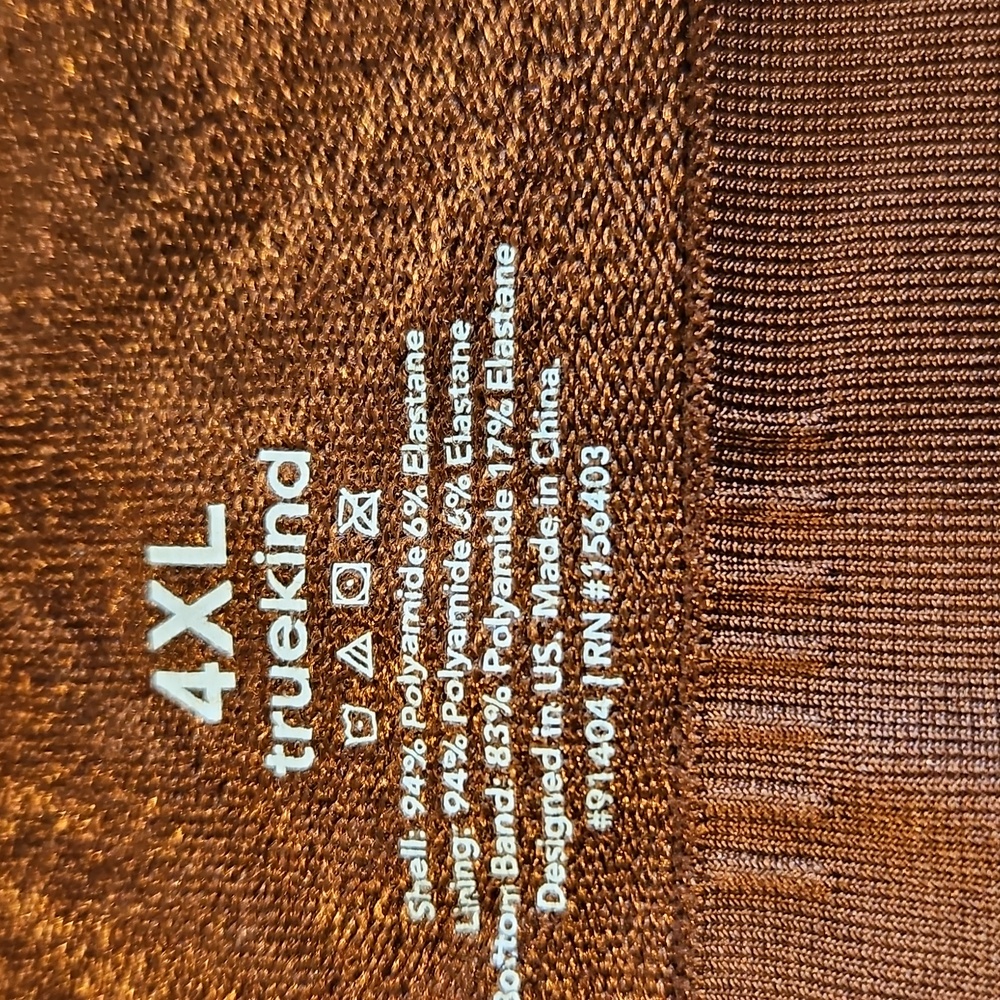 4XL
truekind
Shell: 94% Polyamide 6% Elastane
Lining: 94% Polyamide 6% Elastane
Bottom Band: 83% Polyamide 17% Elastane
Designed in US. Made in China.
#91404 | RN #156403